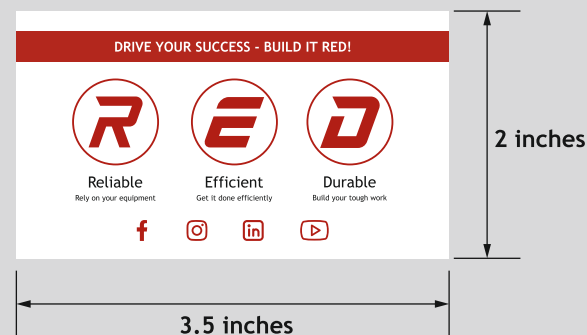 DRIVE YOUR SUCCESS - BUILD IT RED!
R E D
Reliable Efficient Durable
Rely on your equipment Get it done efficiently Build your tough work
f in
2 inches
3.5 inches